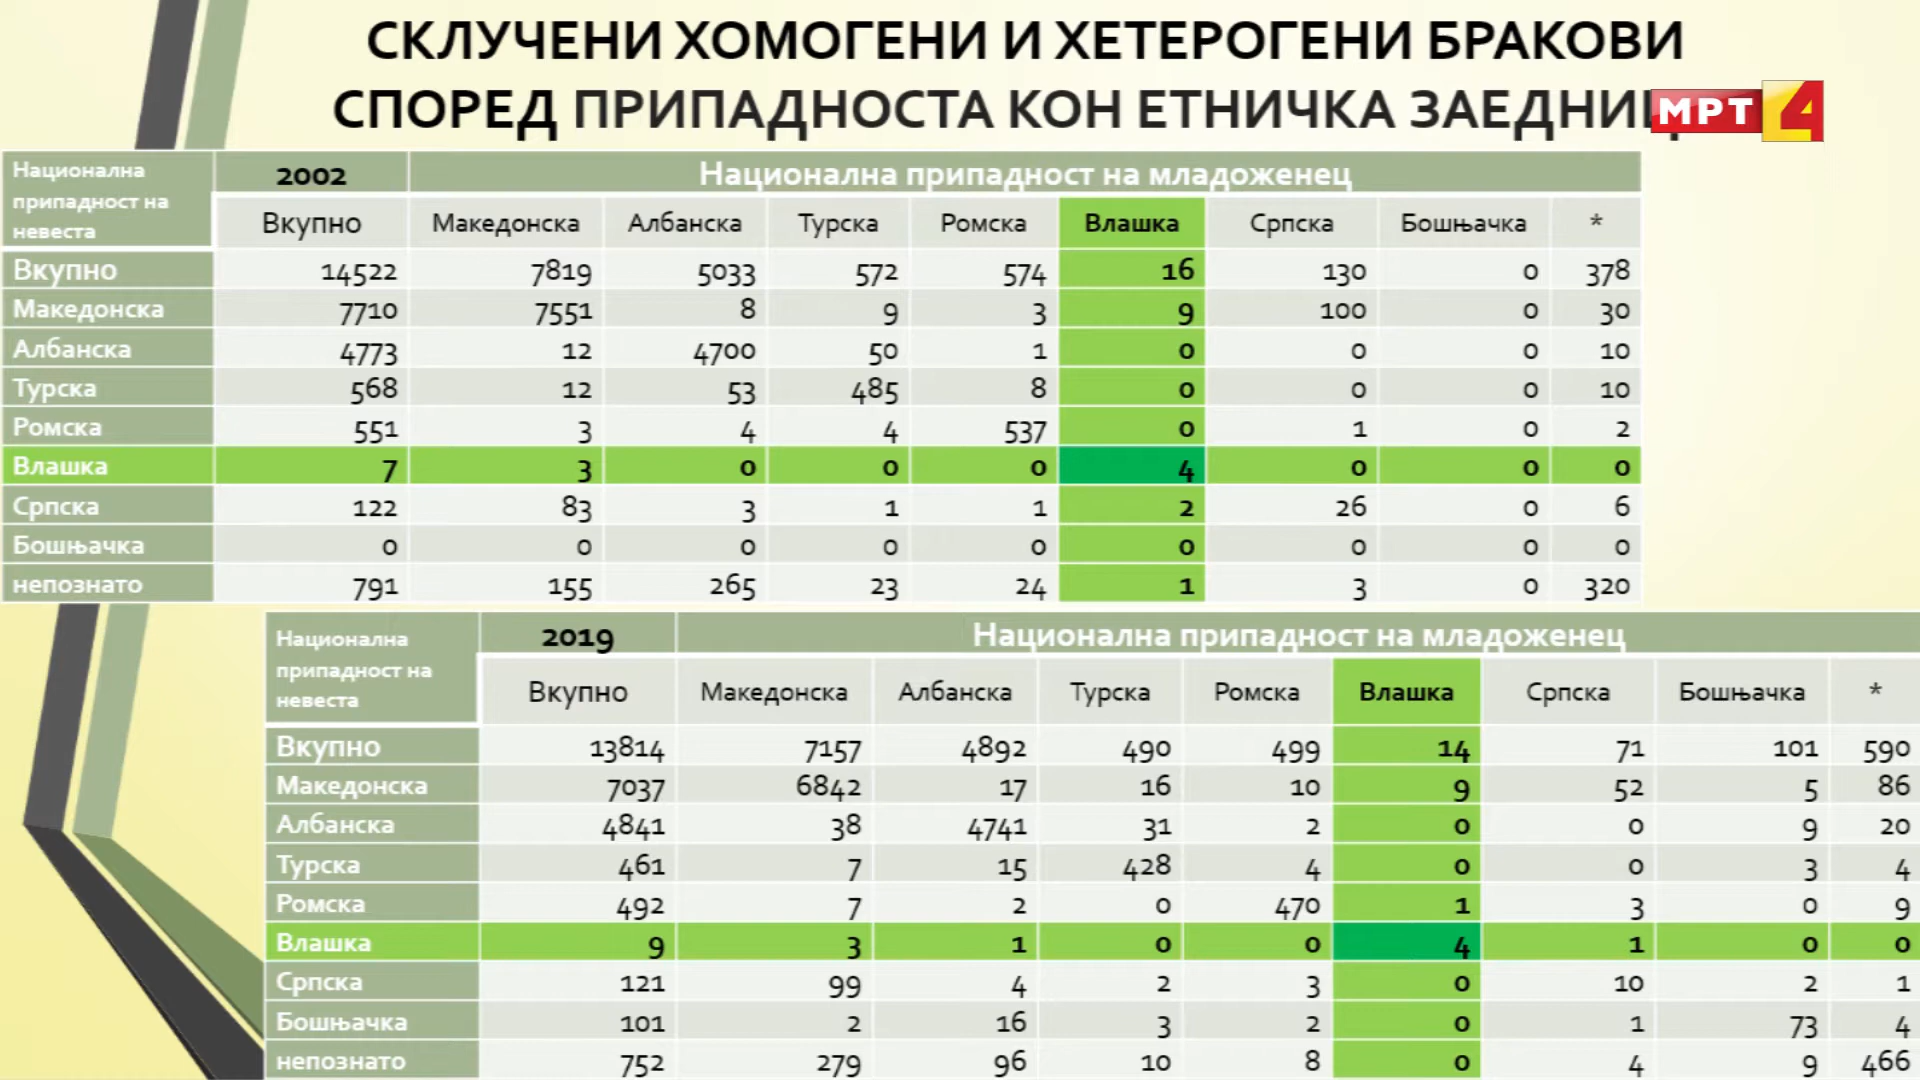 СКЛУЧЕНИ ХОМОГЕНИ И ХЕТЕРОГЕНИ БРАКОВИ
СПОРЕД ПРИПАДНОСТА КОН ЕТНИЧКА
МРТ 4
Национална припадност на невеста 2002 Национална припадност на младоженец
Вкупно Македонска Албанска Турска Ромска Влашка Српска Бошњачка *
Вкупно 14522 7819 5033 572 574 16 130 0 378
Македонска 7710 7551 8 9 3 9 100 0 30
Албанска 4773 12 4700 50 1 0 0 0 10
Турска 568 12 53 485 8 0 0 0 10
Ромска 551 3 4 4 537 0 1 0 2
Влашка 7 3 0 0 0 4 0 0 0
Српска 122 83 3 1 1 2 26 0 6
Бошњачка 0 0 0 0 0 0 0 0 0
непознато 791 155 265 23 24 1 3 0 320
Национална припадност на невеста 2019 Национална припадност на младоженец
Вкупно Македонска Албанска Турска Ромска Влашка Српска Бошњачка *
Вкупно 13814 7157 4892 490 499 14 71 101 590
Македонска 7037 6842 17 16 10 9 52 5 86
Албанска 4841 38 4741 31 2 0 0 9 20
Турска 461 7 15 428 4 0 0 3 4
Ромска 492 7 2 0 470 1 3 0 9
Влашка 9 3 1 0 0 4 1 0 0
Српска 121 99 4 2 3 0 10 2 1
Бошњачка 101 2 16 3 2 0 1 73 4
непознато 752 279 96 10 8 0 4 9 466